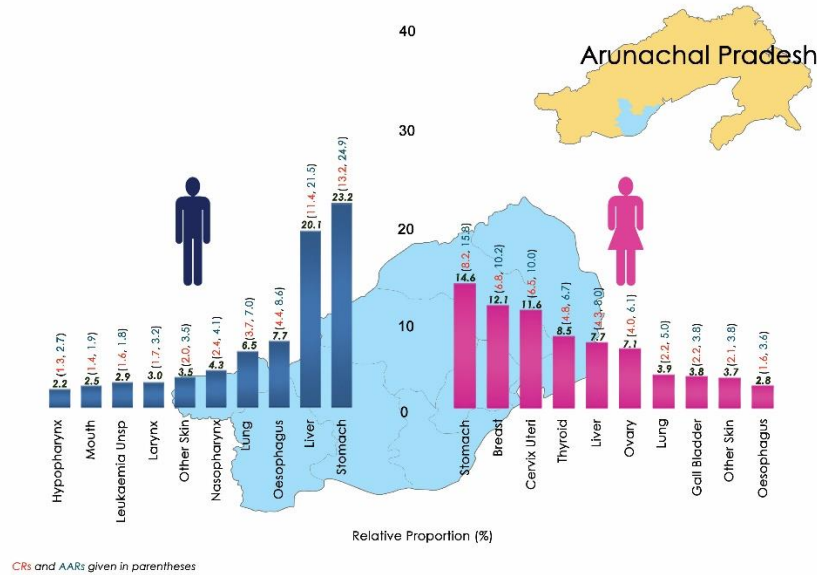 Arunachal Pradesh
40
30
20
10
0
2.2 (1.3, 2.7)
2.5 (1.4, 1.9)
2.9 (1.6, 1.8)
3.0 (1.7, 3.2)
3.5 (2.0, 3.5)
4.3 (2.4, 4.1)
6.5 (3.7, 7.0)
7.7 (4.4, 8.6)
20.1 (11.4, 21.5)
23.2 (13.2, 24.9)
14.6 (8.2, 15.8)
12.1 (6.8, 10.2)
11.6 (6.5, 10.0)
8.5 (4.8, 6.7)
7.7 (4.3, 8.0)
7.1 (4.0, 6.1)
3.9 (2.2, 5.0)
3.8 (2.2, 3.8)
3.7 (2.1, 3.8)
2.8 (1.6, 3.6)
Hypopharynx
Mouth
Leukaemia Unsp
Larynx
Other Skin
Nasopharynx
Lung
Oesophagus
Liver
Stomach
Stomach
Breast
Cervix Uteri
Thyroid
Liver
Ovary
Lung
Gall Bladder
Other Skin
Oesophagus
Relative Proportion (%)
CRs and AARs given in parentheses